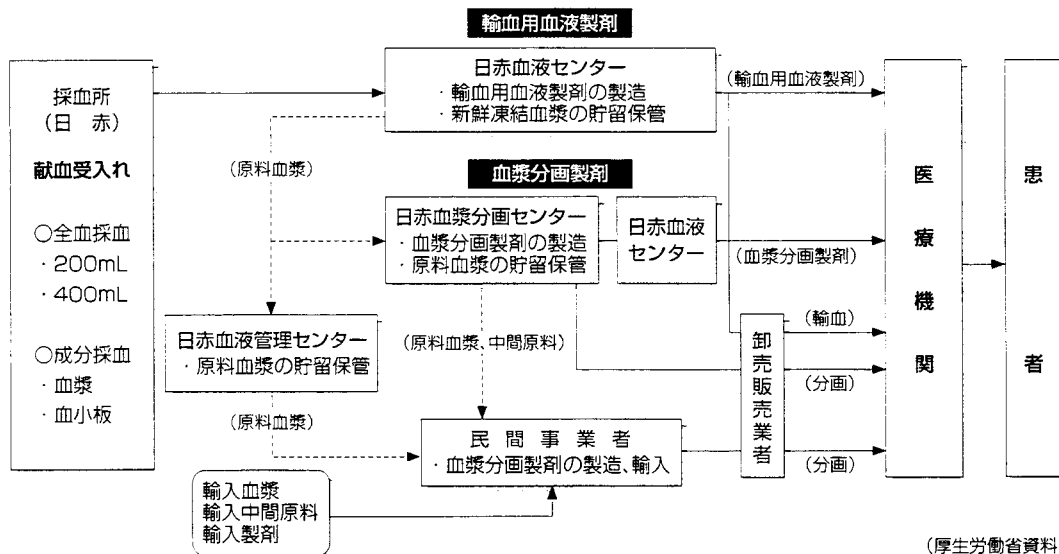 輸血用血液製剤
採血所
(日 赤)
献血受入れ
○全血採血
・200mL
・400mL
○成分採血
・血漿
・血小板
日赤血液センター
・輸血用血液製剤の製造
・新鮮凍結血漿の貯留保管
(輸血用血液製剤)
(原料血漿)
血漿分画製剤
日赤血漿分画センター
・血漿分画製剤の製造
・原料血漿の貯留保管
日赤血液
センター
(血漿分画製剤)
日赤血液管理センター
・原料血漿の貯留保管
(原料血漿、中間原料)
(原料血漿)
民間事業者
・血漿分画製剤の製造、輸入
輸入血漿
輸入中間原料
輸入製剤
卸売販売業者
(輸血)
(分画)
(分画)
医療機関
患者
(厚生労働省資料